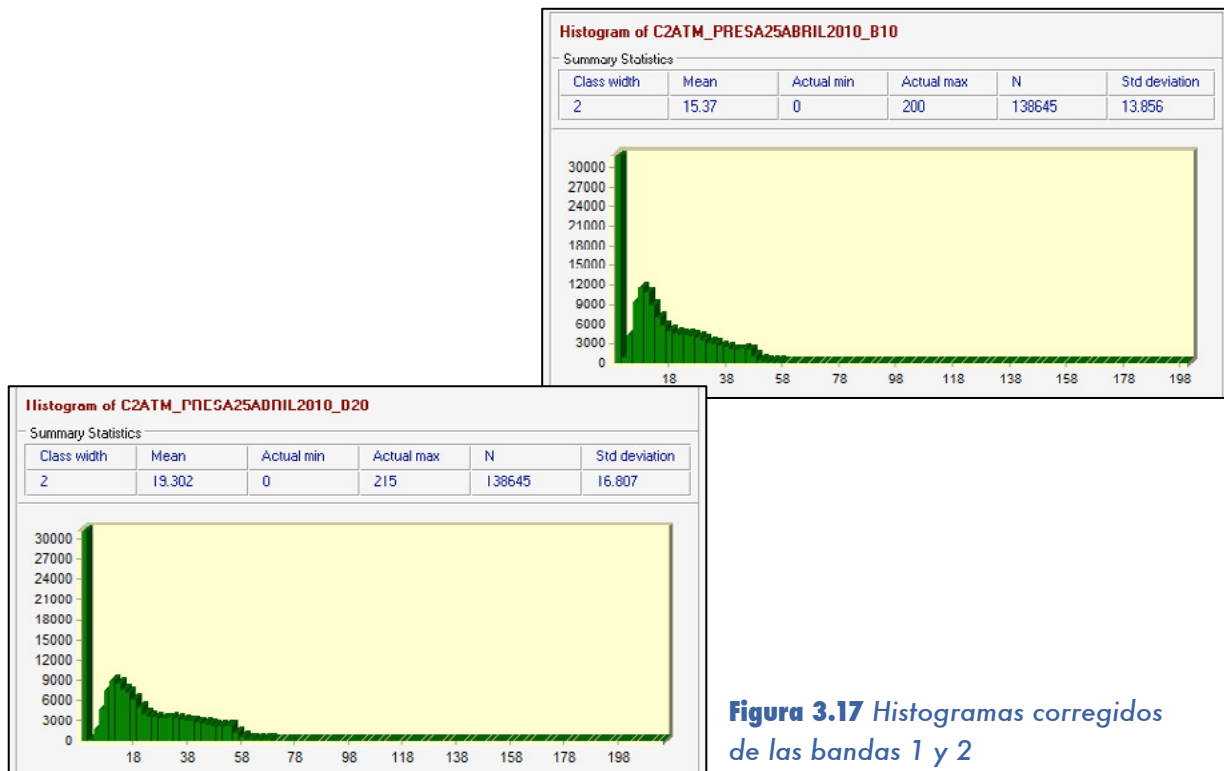 Histogram of C2ATM_PRESA25ABRIL2010_B10
Summary Statistics
Class width Mean Actual min Actual max N Std deviation
2 15.37 0 200 138645 13.856
30000
27000
24000
21000
18000
15000
12000
9000
6000
3000
0
18 38 58 78 98 118 138 158 178 198
Histogram of C2ATM_PRESA25ABRIL2010_B20
Summary Statistics
Class width Mean Actual min Actual max N Std deviation
2 19.302 0 215 138645 16.807
30000
27000
24000
21000
18000
15000
12000
9000
6000
3000
0
18 38 58 78 98 118 138 158 178 198
Figura 3.17 Histogramas corregidos
de las bandas 1 y 2